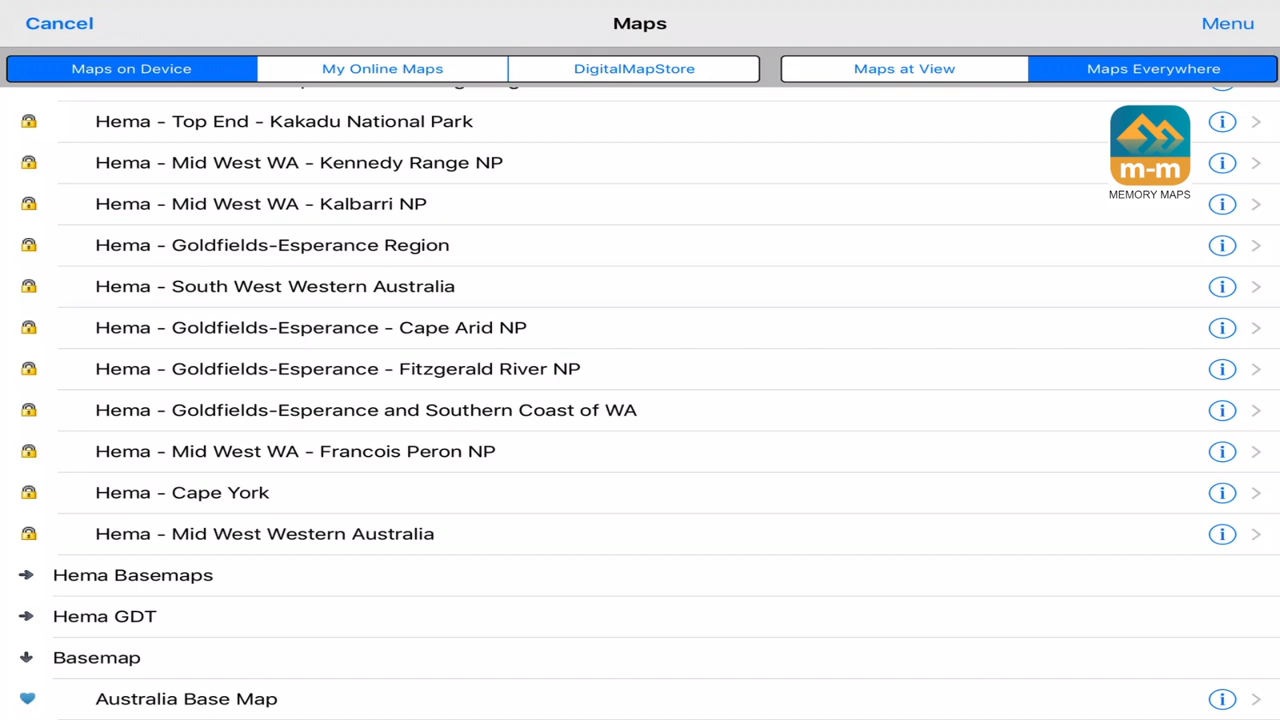 Cancel
Maps
Menu
Maps on Device
My Online Maps
DigitalMapStore
Maps at View
Maps Everywhere
Hema - Top End - Kakadu National Park
Hema - Mid West WA - Kennedy Range NP
m-m
MEMORY MAPS
Hema - Mid West WA - Kalbarri NP
Hema - Goldfields-Esperance Region
Hema - South West Western Australia
Hema - Goldfields-Esperance - Cape Arid NP
Hema - Goldfields-Esperance - Fitzgerald River NP
Hema - Goldfields-Esperance and Southern Coast of WA
Hema - Mid West WA - Francois Peron NP
Hema - Cape York
Hema - Mid West Western Australia
Hema Basemaps
Hema GDT
Basemap
Australia Base Map